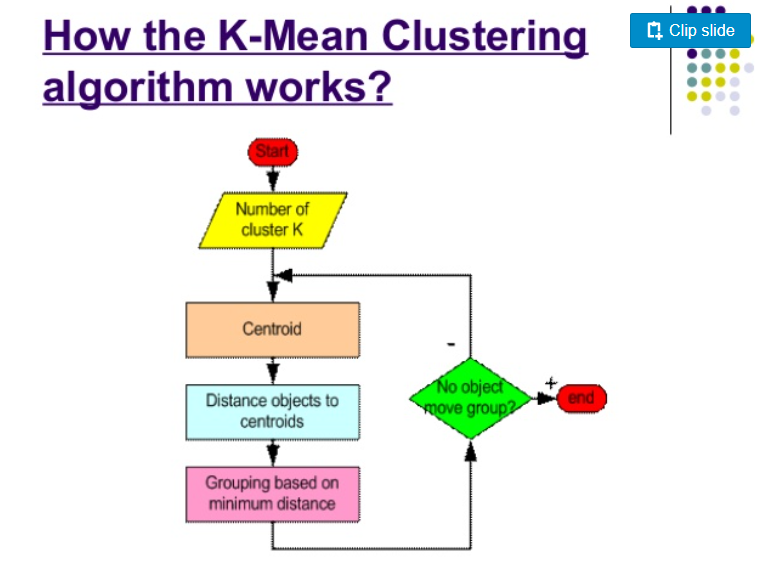 How the K-Mean Clustering
algorithm works?
Clip slide
Start
Number of
cluster K
Centroid
Distance objects to
centroids
Grouping based on
minimum distance
-
No object
move group?
+
end